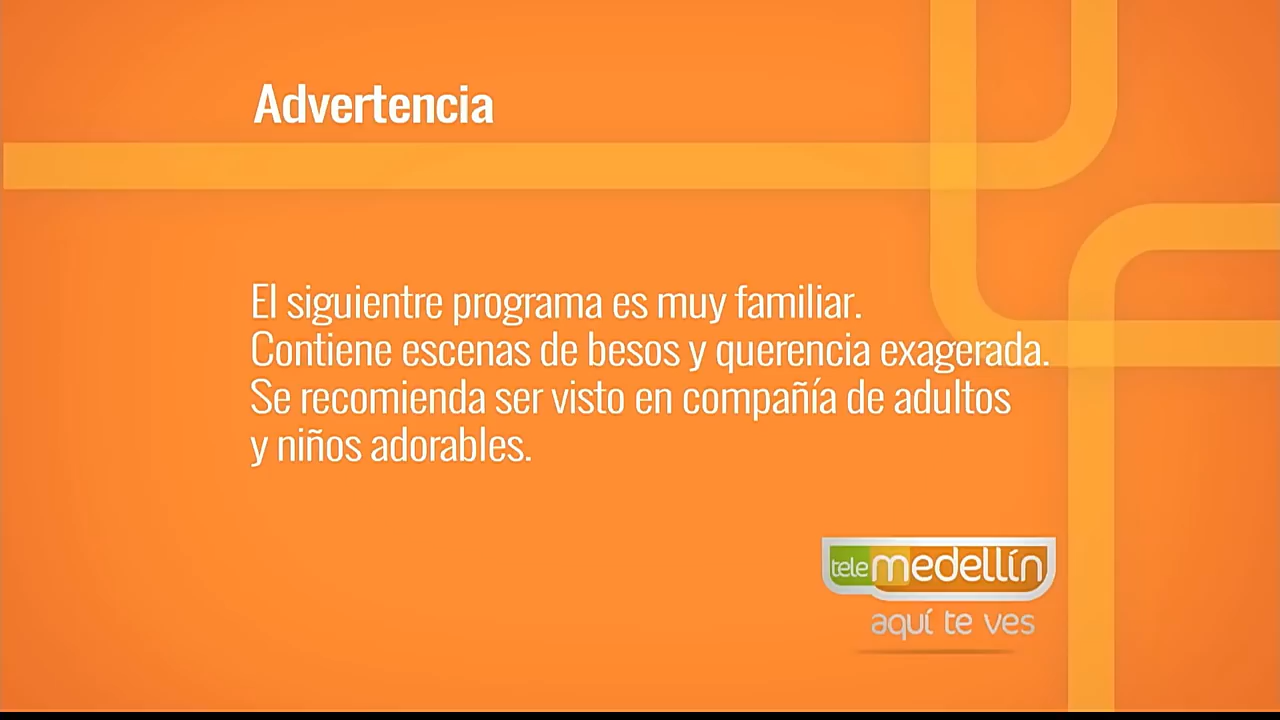 Advertencia
El siguientre programa es muy familiar.
Contiene escenas de besos y querencia exagerada.
Se recomienda ser visto en compañía de adultos
y niños adorables.
tele medellín
aquí te ves